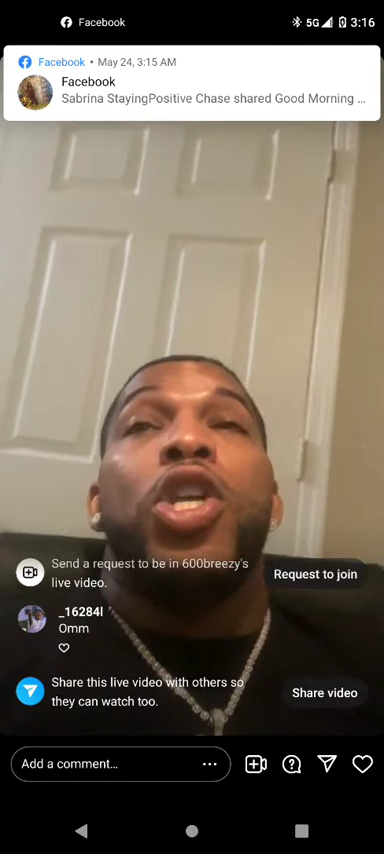 Facebook
5G 3:16
Facebook • May 24, 3:15 AM
Facebook
Sabrina StayingPositive Chase shared Good Morning ...
Send a request to be in 600breezy's
live video.
Request to join
_16284l
Omm
Share this live video with others so
they can watch too.
Share video
Add a comment...